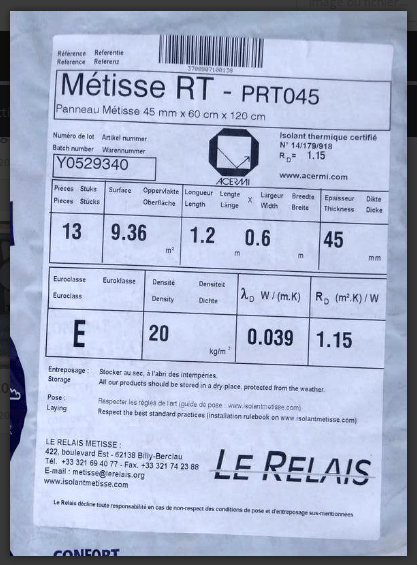 Référence Referentie
Reference Referenz
3700997100138
Métisse RT - PRT045
Panneau Métisse 45 mm x 60 cm x 120 cm
Numéro de lot Artikel nummer
Batch number Warennummer
Y0529340
ACERMI
Isolant thermique certifié
N° 14/179/918
R D = 1.15
www.acermi.com
Pièces Stuks Surface Oppervlakte Longueur Lengte X Largeur Breedte Epaisseur Dikte
Pieces Stücks Oberfläche Length Länge Width Breite Thickness Dicke
13 9.36 m² 1.2 m 0.6 m 45 mm
Euroclasse Euroklasse Densité Densiteit λD W / (m.K) RD (m².K) / W
Euroclass Density Dichte
E 20 kg/m³ 0.039 1.15
Entreposage : Stocker au sec, à l'abri des intempéries.
Storage All our products should be stored in a dry place, protected from the weather.
Pose : Respecter les règles de l'art (guide de pose : www.isolantmetisse.com)
Laying Respect the best standard practices (installation rulebook on www.isolantmetisse.com)
LE RELAIS METISSE :
422, boulevard Est - 62138 Billy-Berclau
Tél. +33 321 69 40 77 - Fax. +33 321 74 23 88
E-mail : metisse@lerelais.org
www.isolantmetisse.com
LE RELAIS
Le Relais décline toute responsabilité en cas de non-respect des conditions de pose et d'entreposage sus-mentionnées
CONFORT